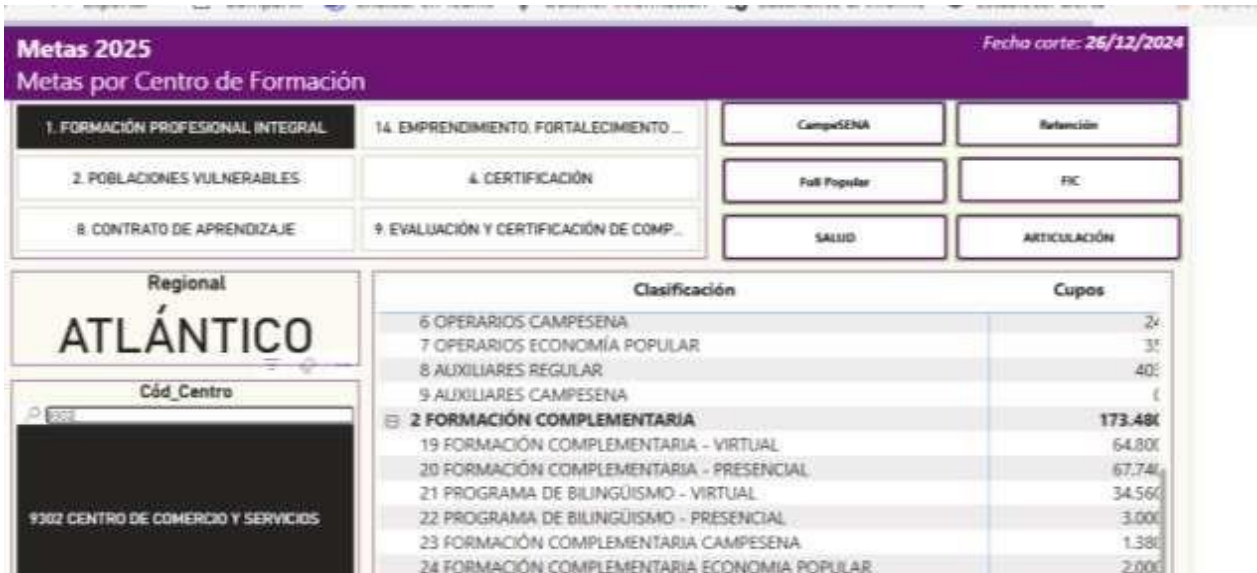 Metas 2025
Fecha corte: 26/12/2024
Metas por Centro de Formación
1. FORMACIÓN PROFESIONAL INTEGRAL
14. EMPRENDIMIENTO, FORTALECIMIENTO ...
CampeSENA
Retención
2. POBLACIONES VULNERABLES
4. CERTIFICACIÓN
Full Popular
FIC
8. CONTRATO DE APRENDIZAJE
9. EVALUACIÓN Y CERTIFICACIÓN DE COMP...
SALUD
ARTICULACIÓN
Regional
ATLÁNTICO
Cód_Centro
9302
9302 CENTRO DE COMERCIO Y SERVICIOS
Clasificación Cupos
6 OPERARIOS CAMPESENA 24
7 OPERARIOS ECONOMÍA POPULAR
8 AUXILIARES REGULAR
9 AUXILIARES CAMPESENA
2 FORMACIÓN COMPLEMENTARIA 173.480
19 FORMACIÓN COMPLEMENTARIA - VIRTUAL 64.800
20 FORMACIÓN COMPLEMENTARIA - PRESENCIAL 67.740
21 PROGRAMA DE BILINGÜISMO - VIRTUAL 34.560
22 PROGRAMA DE BILINGÜISMO - PRESENCIAL 3.000
23 FORMACIÓN COMPLEMENTARIA CAMPESENA 1.380
24 FORMACIÓN COMPLEMENTARIA ECONOMIA POPULAR 2.000